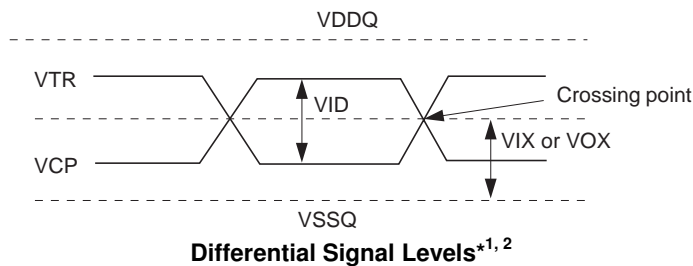 VDDQ
VTR
VID
Crossing point
VIX or VOX
VCP
VSSQ
Differential Signal Levels*1, 2